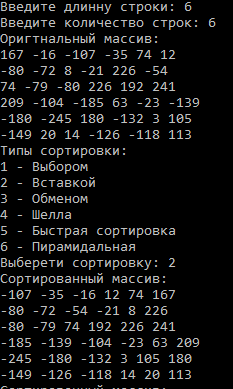 Введите длинну строки: 6
Введите количество строк: 6
Оригтнальный массив:
167 -16 -107 -35 74 12
-80 -72 8 -21 226 -54
74 -79 -80 226 192 241
209 -104 -185 63 -23 -139
-180 -245 180 -132 3 105
-149 20 14 -126 -118 113
Типы сортировки:
1 - Выбором
2 - Вставкой
3 - Обменом
4 - Шелла
5 - Быстрая сортировка
6 - Пирамидальная
Выберети сортировку: 2
Сортированный массив:
-107 -35 -16 12 74 167
-80 -72 -54 -21 8 226
-80 -79 74 192 226 241
-185 -139 -104 -23 63 209
-245 -180 -132 3 105 180
-149 -126 -118 14 20 113